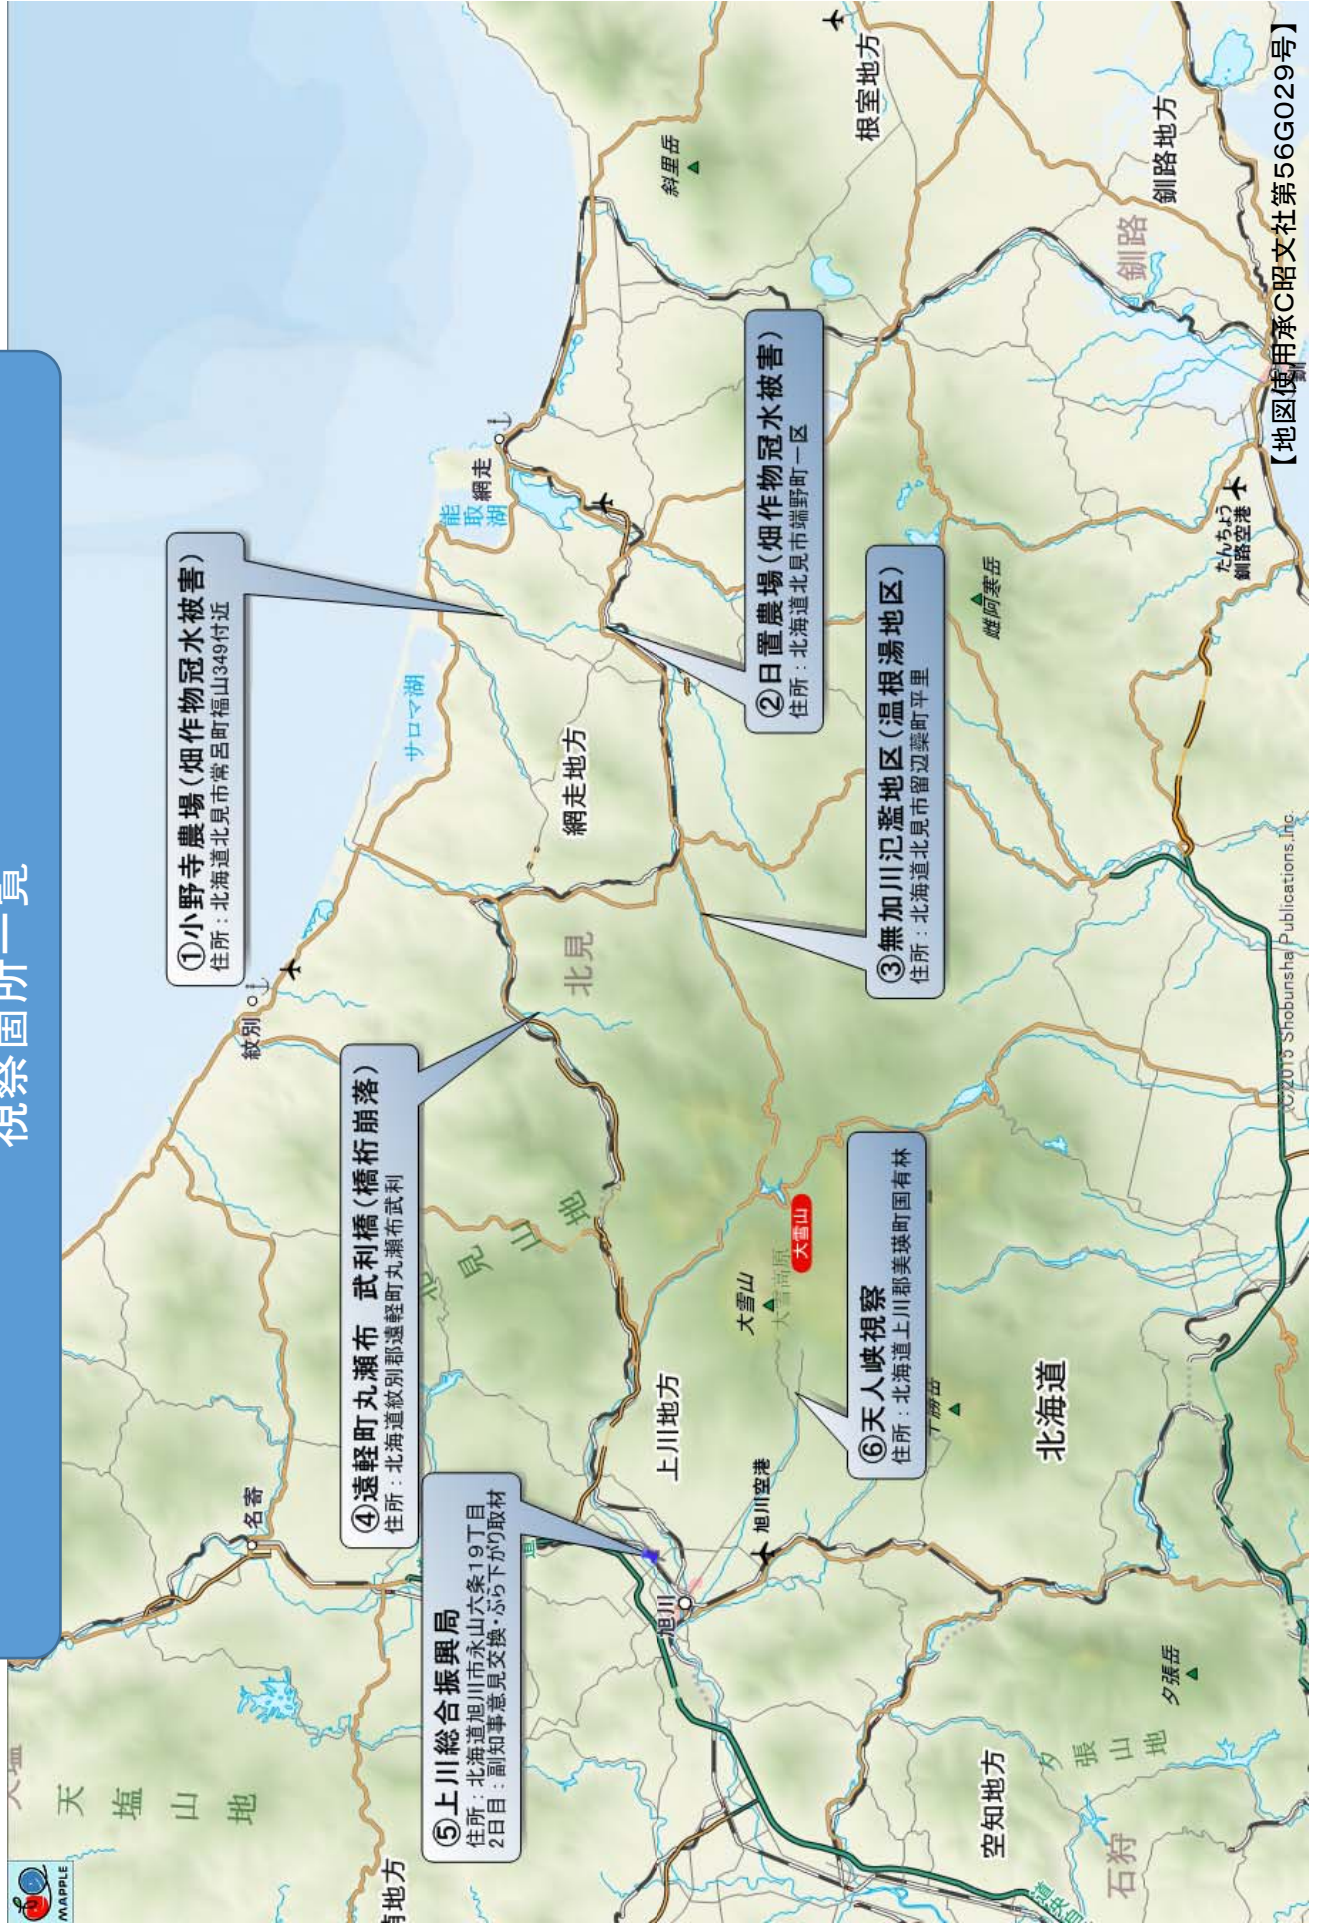 視察箇所一覧
①小野寺農場(畑作物冠水被害)
住所:北海道北見市常呂町福山349付近
②日置農場(畑作物冠水被害)
住所:北海道北見市端野町一区
③無加川氾濫地区(温根湯地区)
住所:北海道北見市留辺蘂町平里
④遠軽町丸瀬布 武利橋(橋桁崩落)
住所:北海道紋別郡遠軽町丸瀬布武利
⑤上川総合振興局
住所:北海道旭川市永山六条19丁目
2日目:副知事意見交換・ぶら下がり取材
⑥天人峡視察
住所:北海道上川郡美瑛町国有林
天塩山地
名寄
紋別
サロマ湖
能取湖
網走
斜里岳
根室地方
釧路地方
釧路
網走地方
北見
見山地
上川地方
大雪山
大雪高原
大雪山
旭川
旭川空港
雌阿寒岳
たんちょう
釧路空港
北海道
十勝岳
夕張岳
夕張山地
空知地方
石狩
南地方
MAPPLE
(C)2015 Shobunsha Publications,Inc.
【地図使用承C昭文社第56G029号】